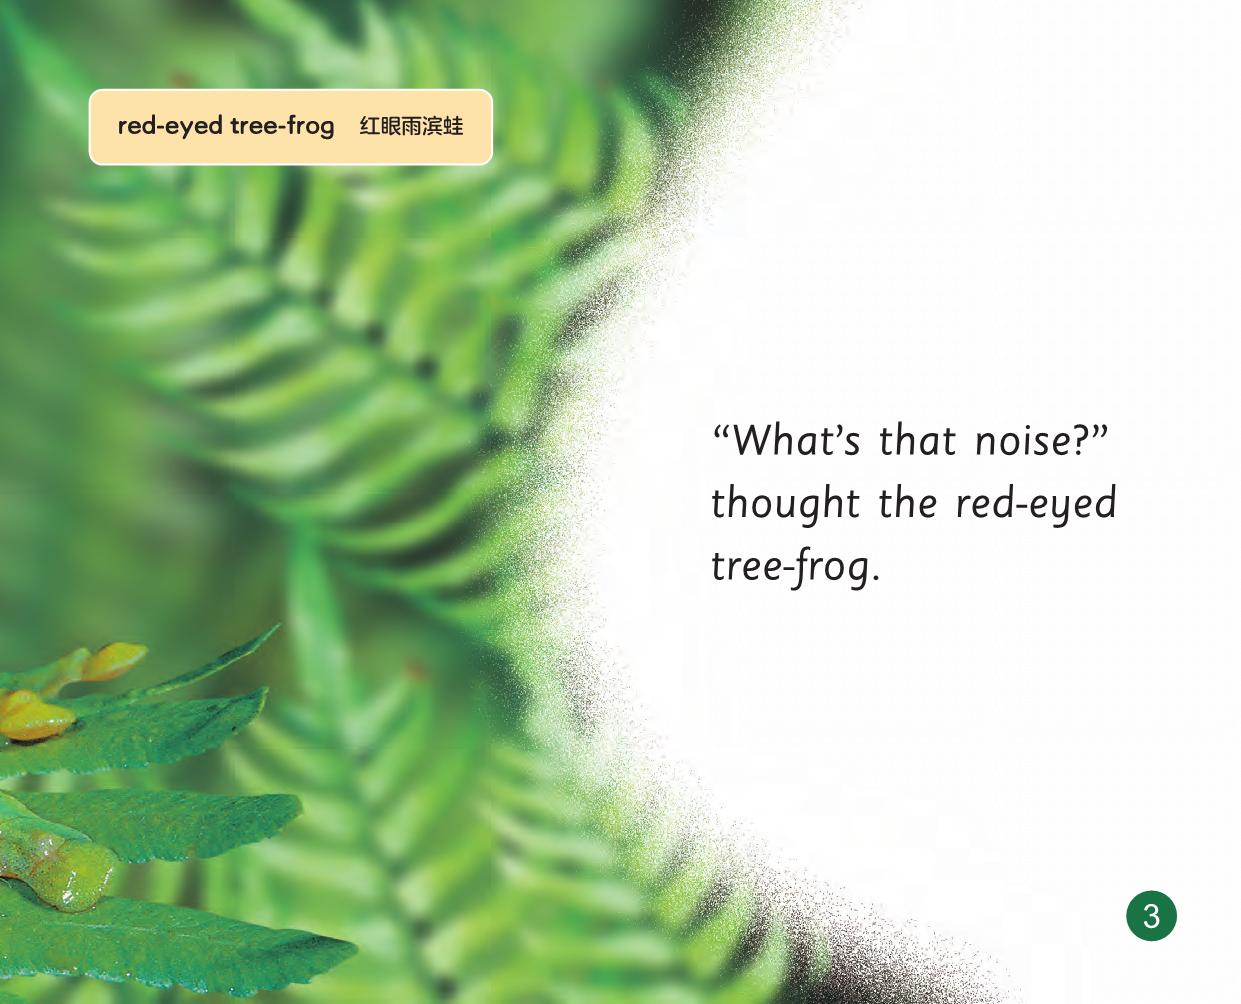 red-eyed tree-frog 红眼雨滨蛙
“What’s that noise?”
thought the red-eyed
tree-frog.
3